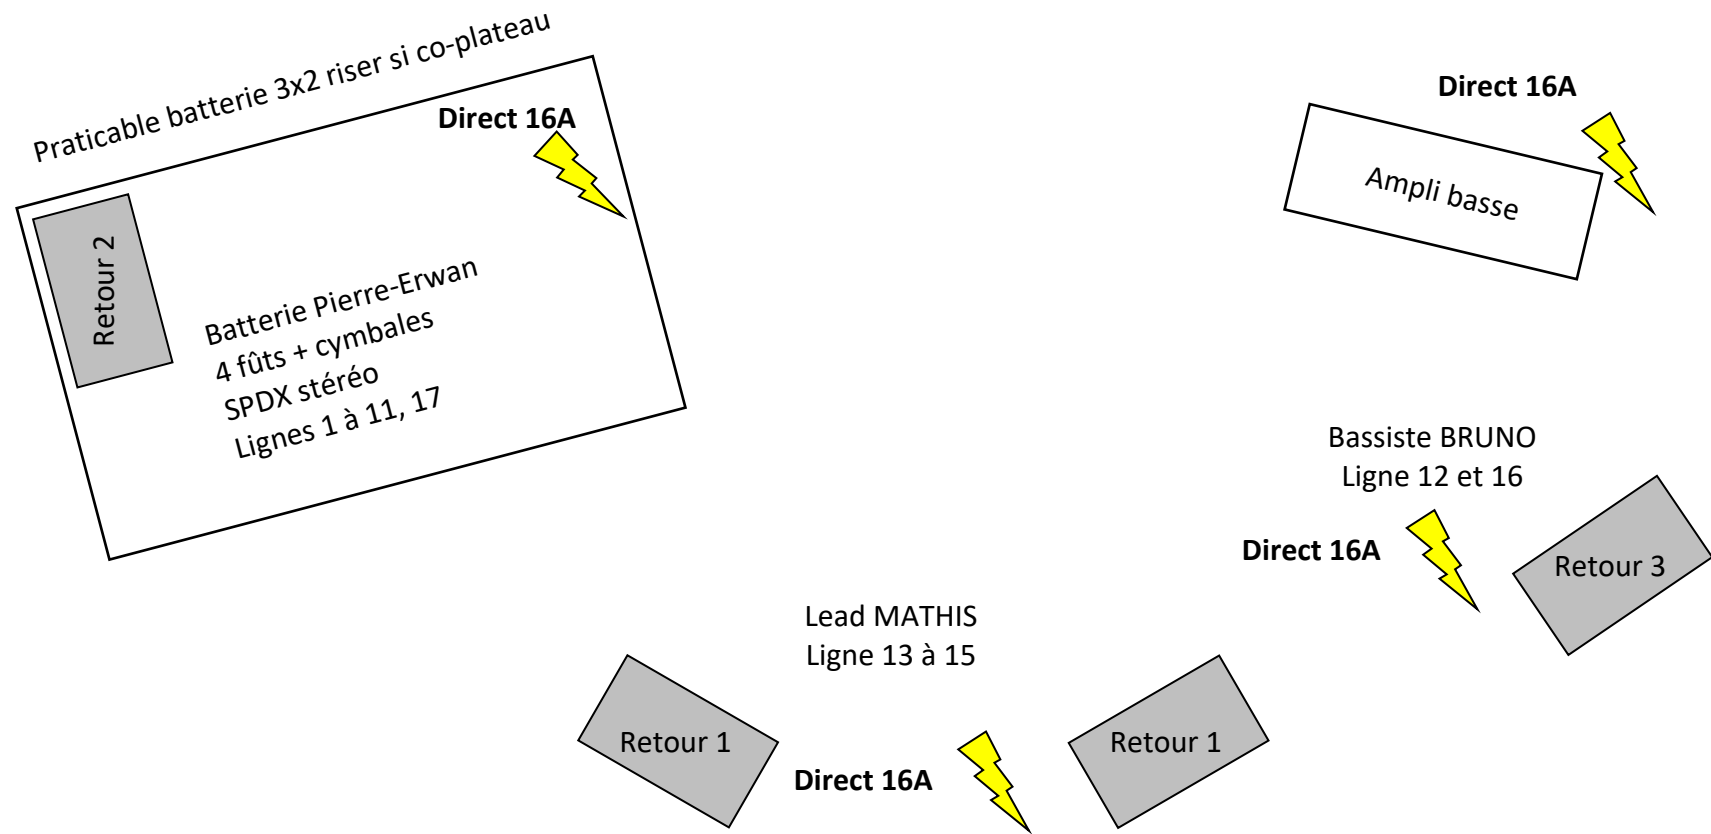 Praticable batterie 3x2 riser si co-plateau
Direct 16A
Retour 2
Batterie Pierre-Erwan
4 fûts + cymbales
SPDX stéréo
Lignes 1 à 11, 17
Direct 16A
Ampli basse
Bassiste BRUNO
Ligne 12 et 16
Direct 16A
Retour 3
Lead MATHIS
Ligne 13 à 15
Retour 1
Direct 16A
Retour 1